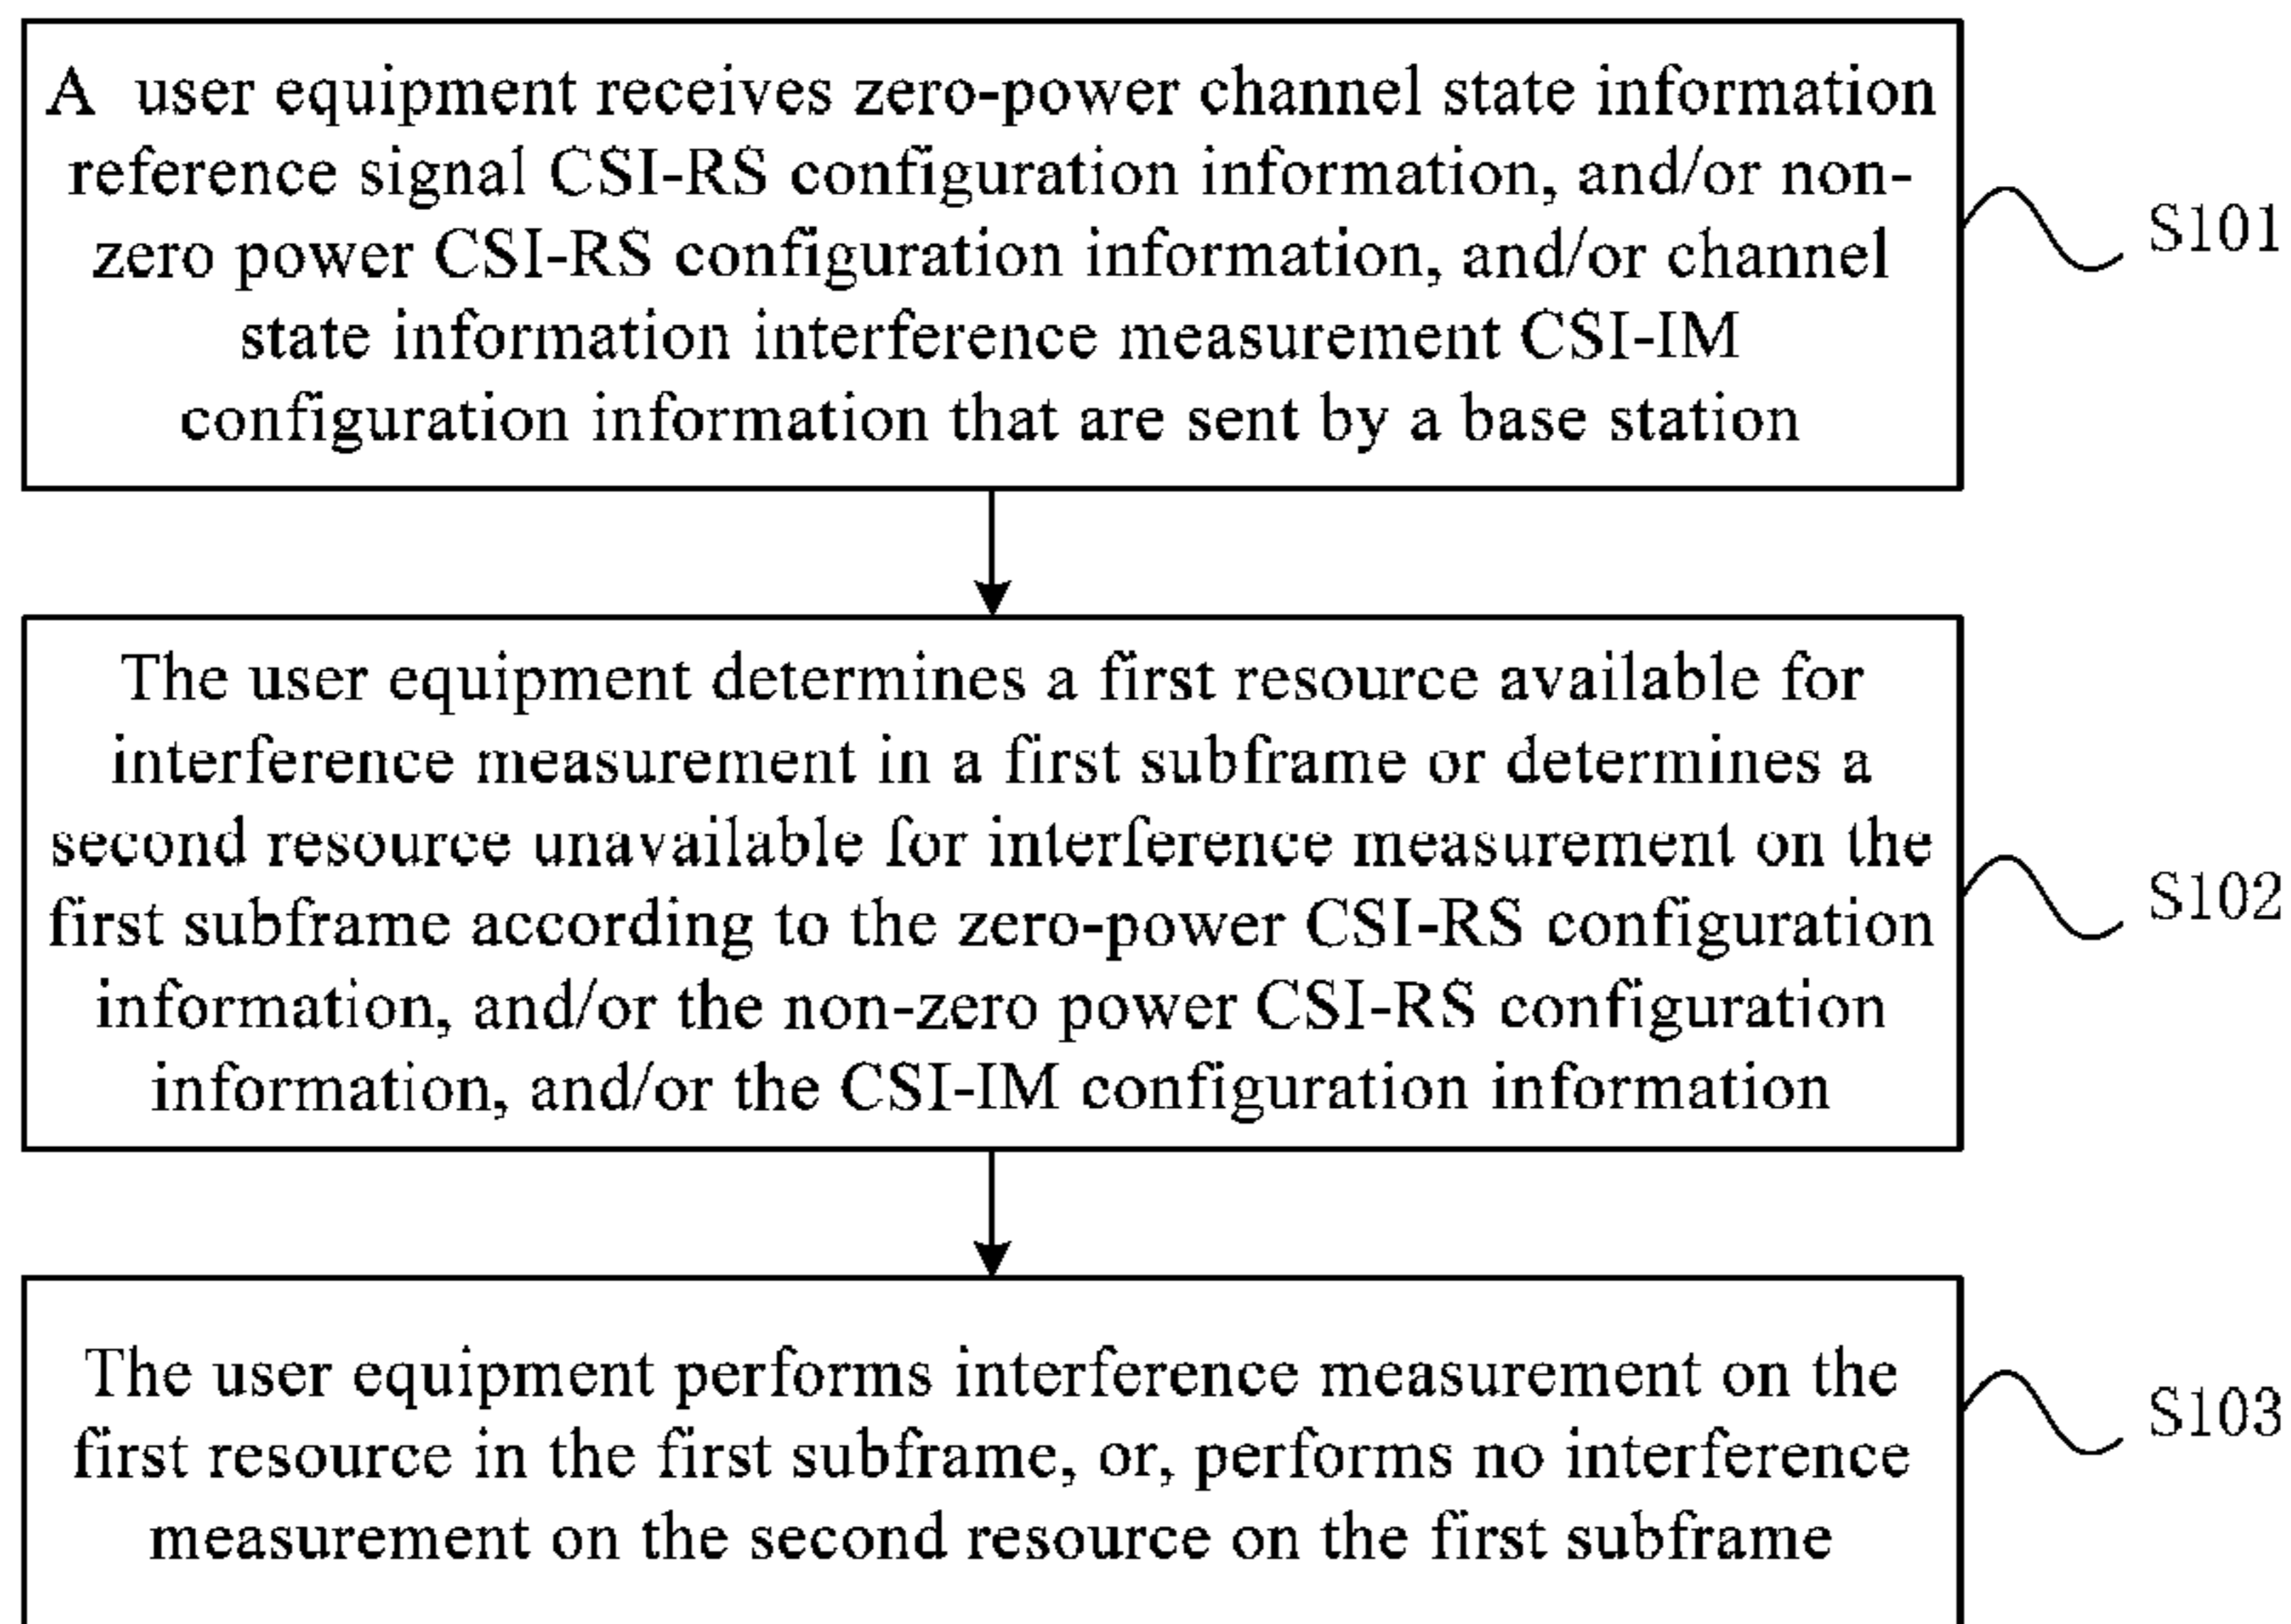 A user equipment receives zero-power channel state information
reference signal CSI-RS configuration information, and/or non-
zero power CSI-RS configuration information, and/or channel
state information interference measurement CSI-IM
configuration information that are sent by a base station
S101
The user equipment determines a first resource available for
interference measurement in a first subframe or determines a
second resource unavailable for interference measurement on the
first subframe according to the zero-power CSI-RS configuration
information, and/or the non-zero power CSI-RS configuration
information, and/or the CSI-IM configuration information
S102
The user equipment performs interference measurement on the
first resource in the first subframe, or, performs no interference
measurement on the second resource on the first subframe
S103